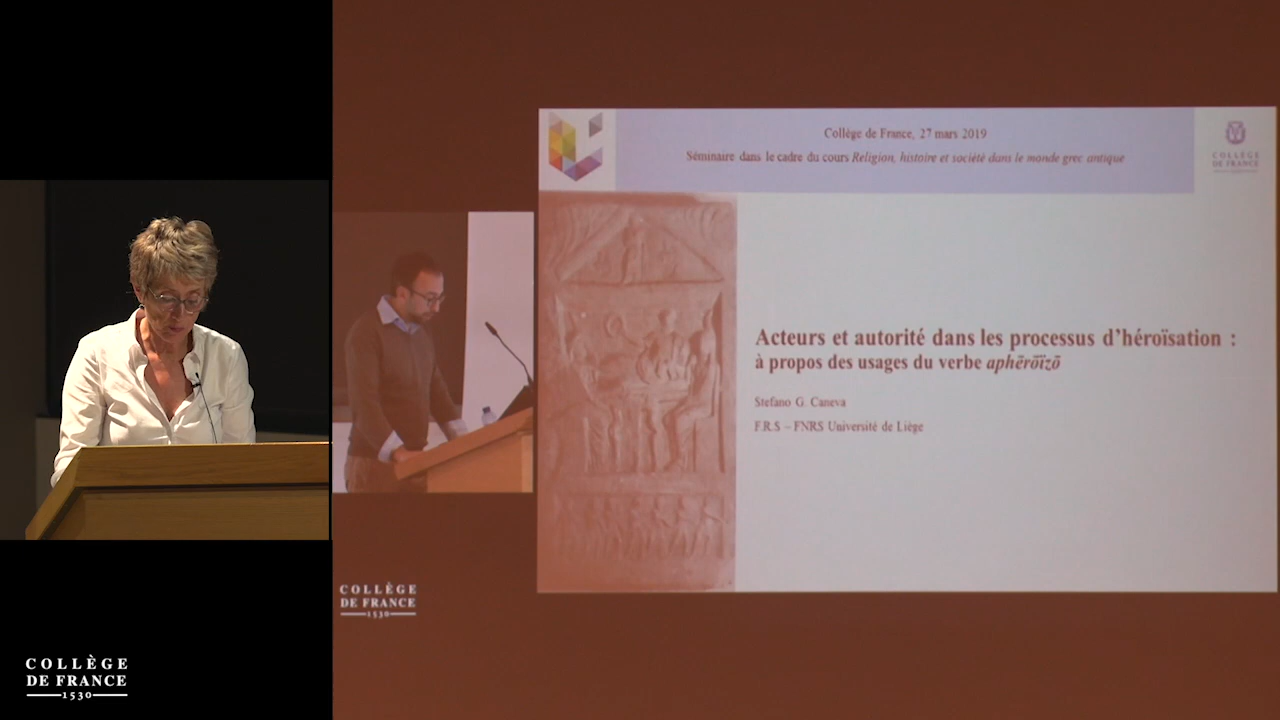 Collège de France, 27 mars 2019
Séminaire dans le cadre du cours Religion, histoire et société dans le monde grec antique
COLLÈGE
DE FRANCE
Acteurs et autorité dans les processus d'héroïsation :
à propos des usages du verbe aphērōïzō
Stefano G. Caneva
F.R.S – FNRS Université de Liège
COLLÈGE
DE FRANCE
1530
COLLÈGE
DE FRANCE
1530